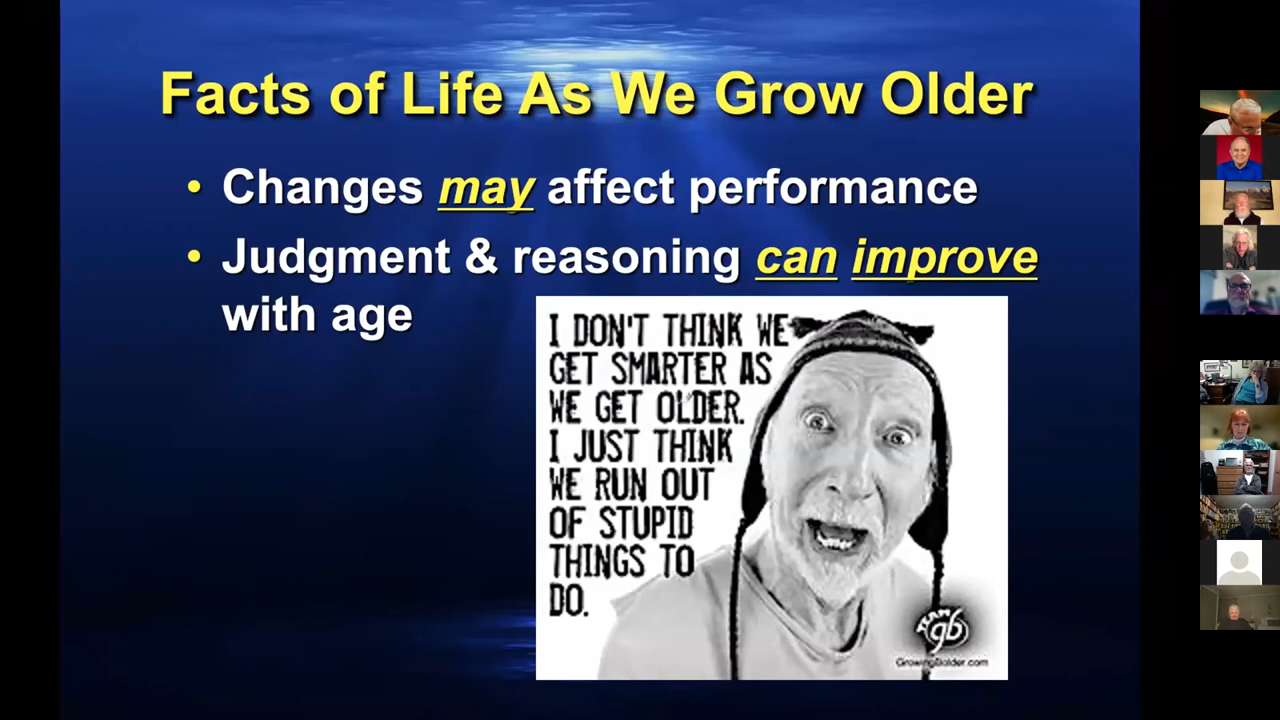 Facts of Life As We Grow Older
• Changes may affect performance
• Judgment & reasoning can improve
with age
I DON'T THINK WE
GET SMARTER AS
WE GET OLDER.
I JUST THINK
WE RUN OUT
OF STUPID
THINGS TO
DO.
TEAM
gb
GrowingBolder.com